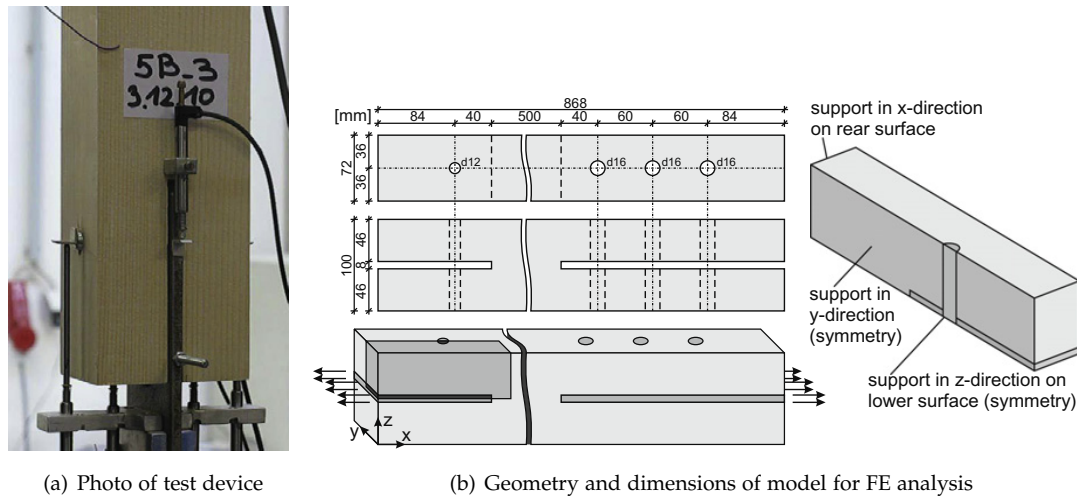 5B_3
3.12.10
868
[mm]
84 40 500 40 60 60 84
72
36
36
d12 d16 d16 d16
100
46
8
46
y z x
support in x-direction
on rear surface
support in
y-direction
(symmetry)
support in z-direction on
lower surface (symmetry)
(a) Photo of test device
(b) Geometry and dimensions of model for FE analysis